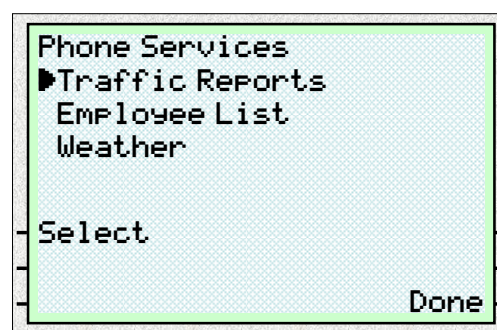 Phone Services
Traffic Reports
Employee List
Weather
Select
Done